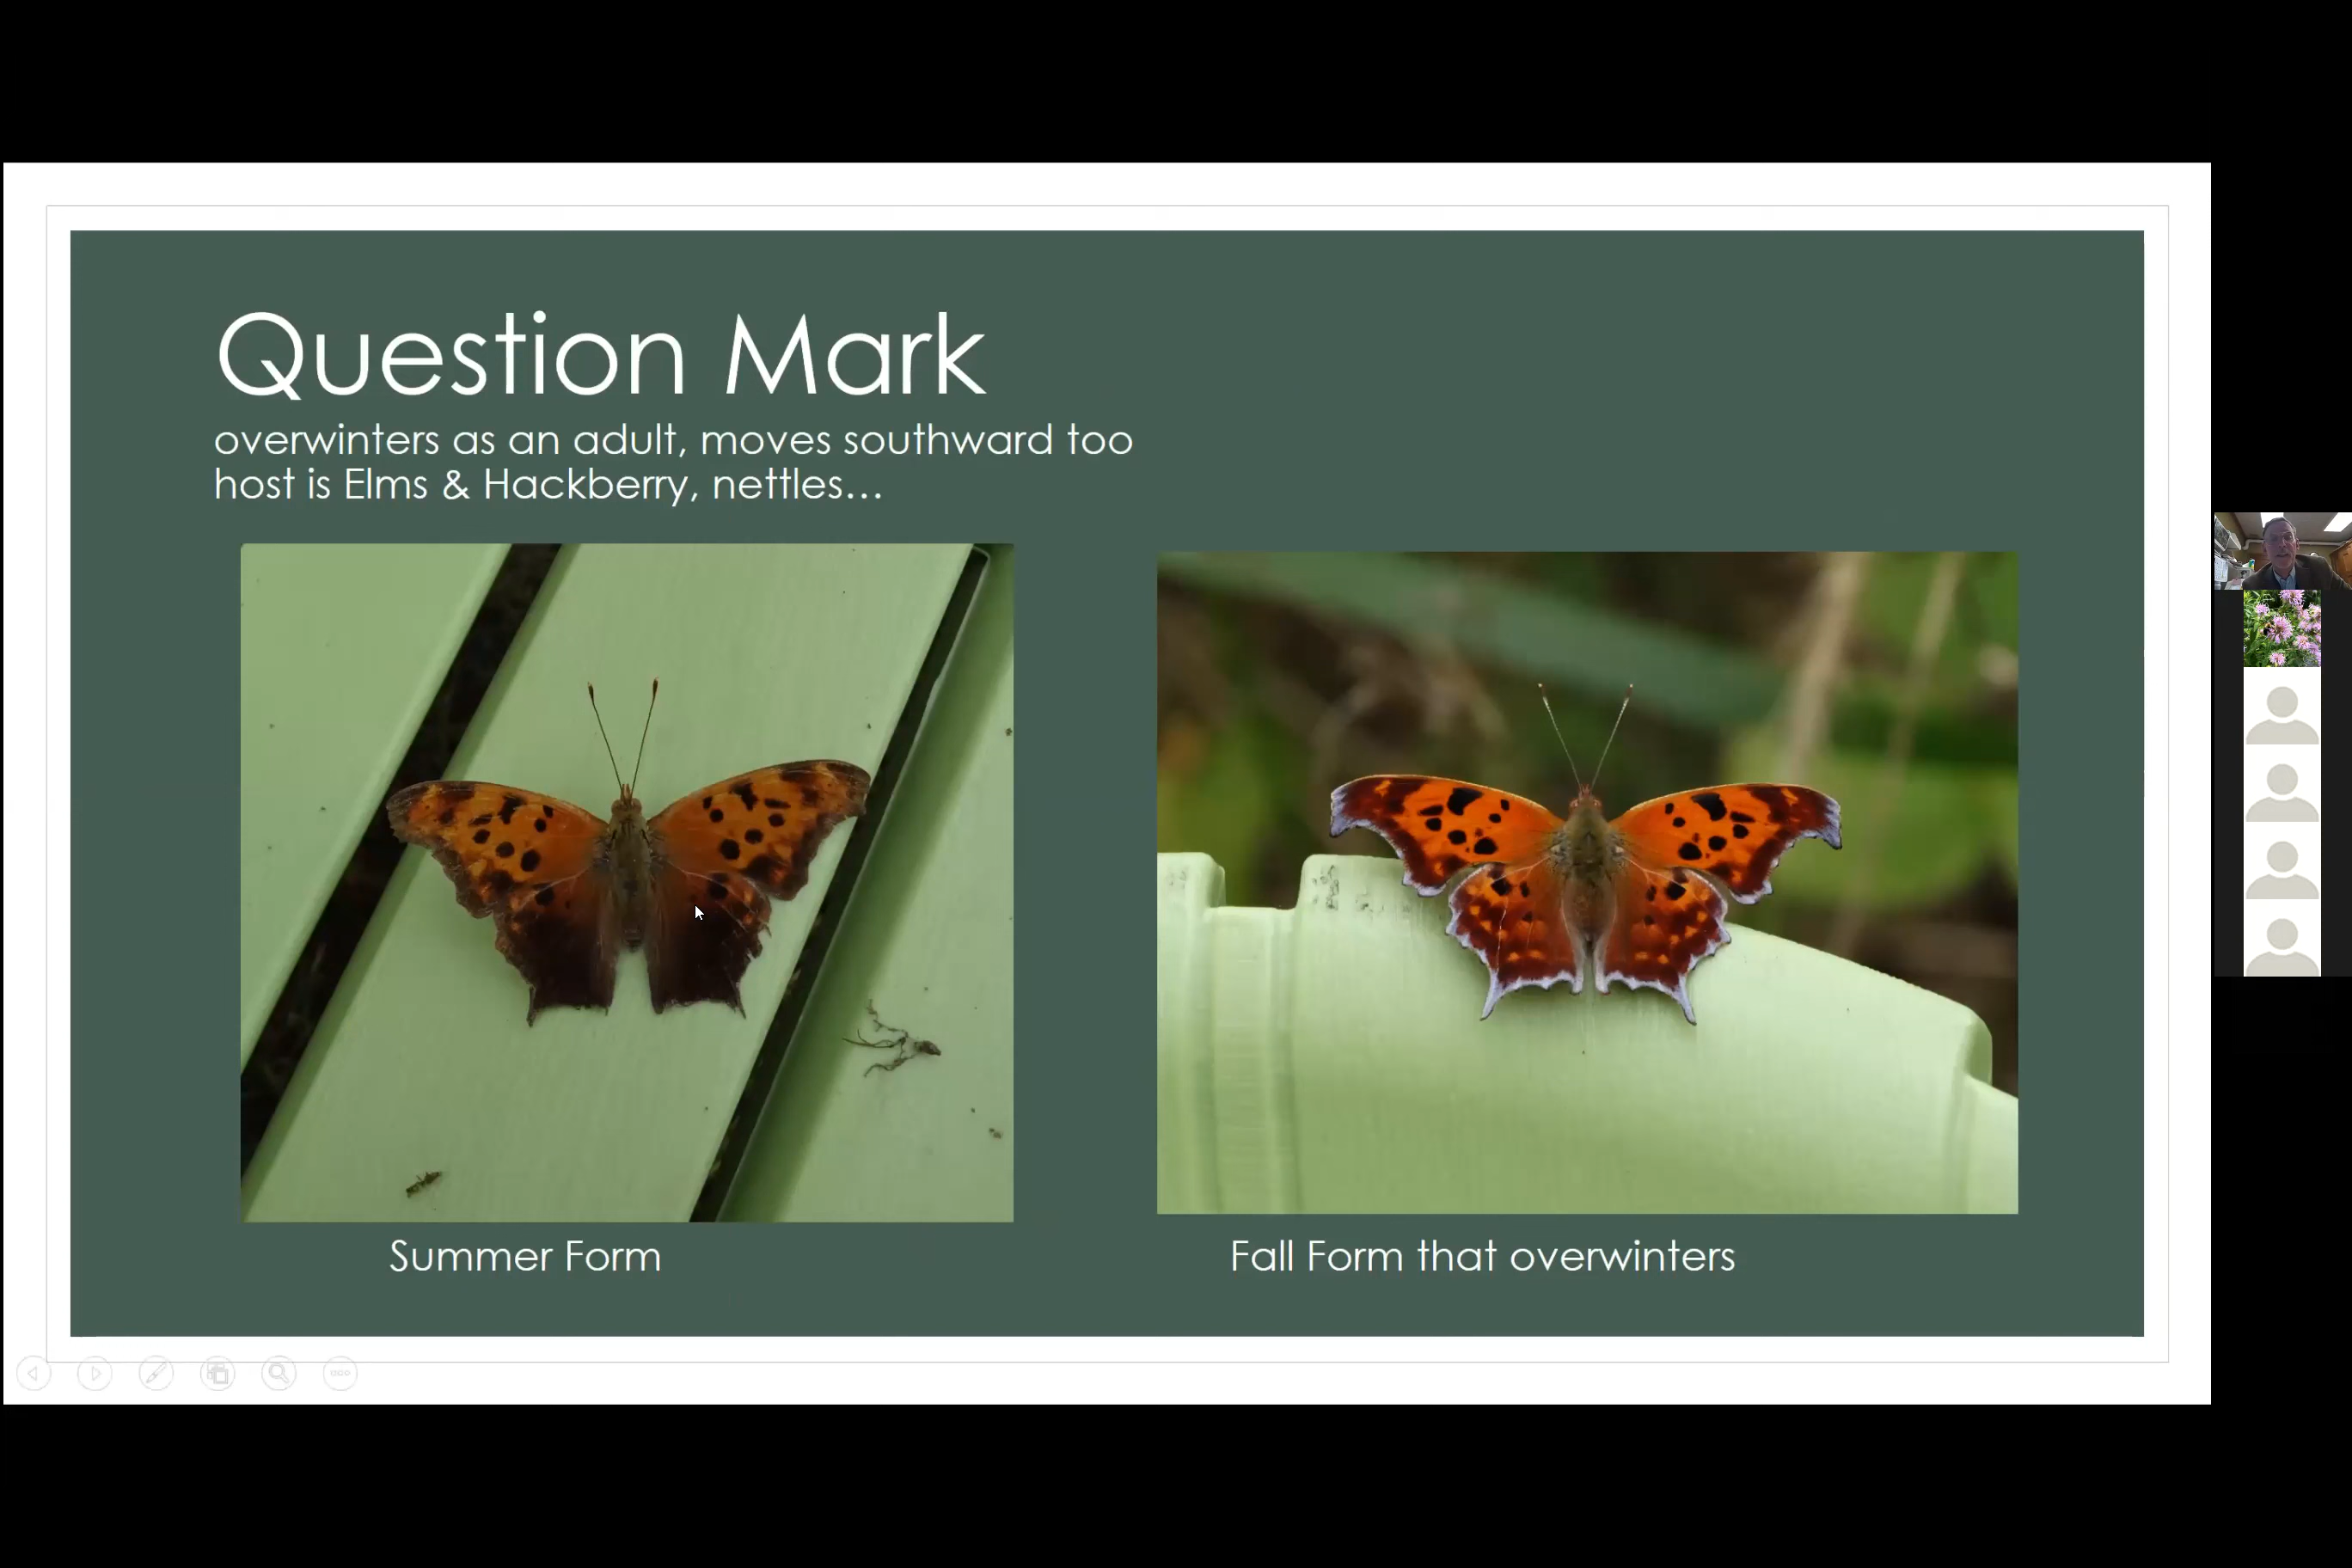 Question Mark
overwinters as an adult, moves southward too
host is Elms & Hackberry, nettles...
Summer Form
Fall Form that overwinters